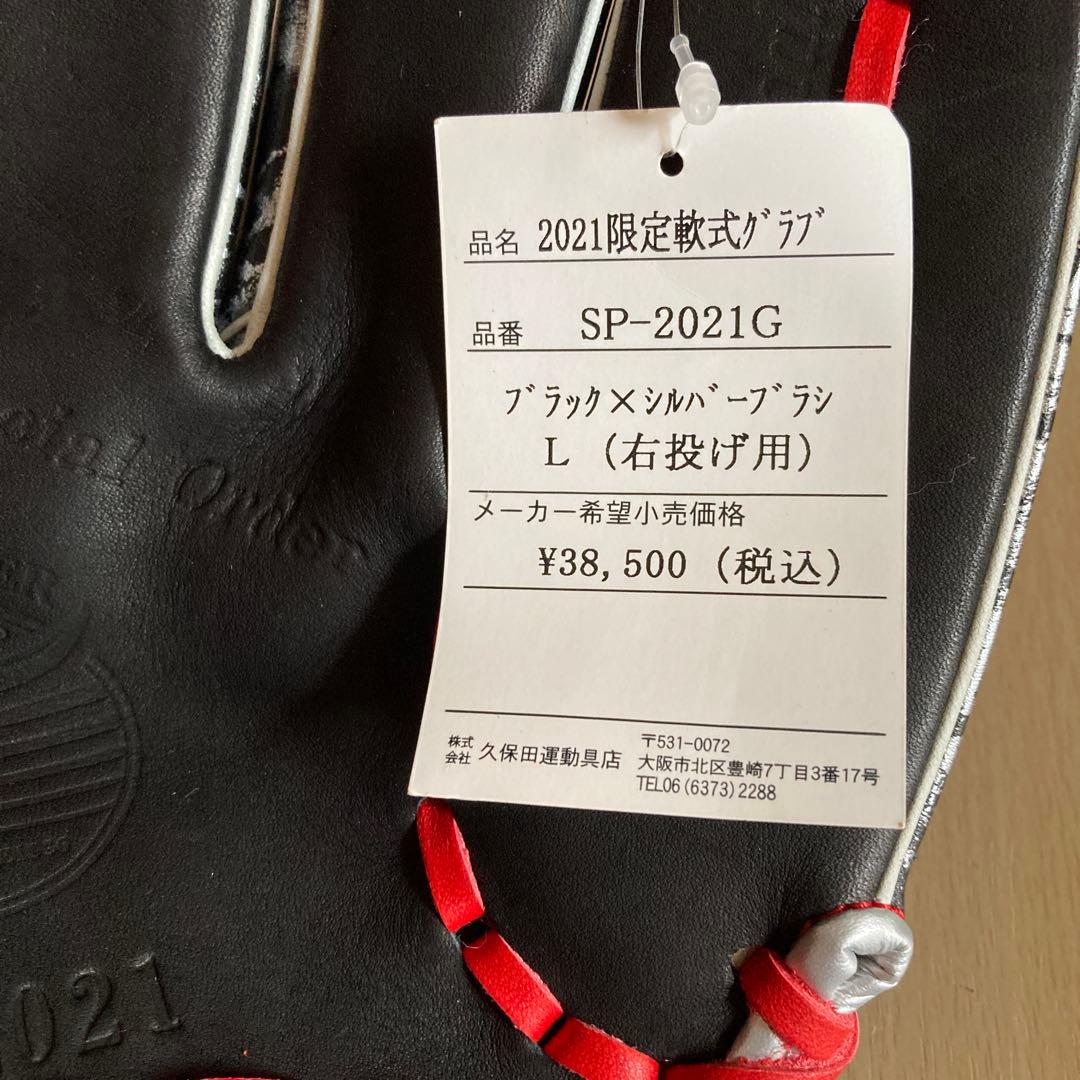 品名 2021限定軟式ｸﾞﾗﾌﾞ
品番 SP-2021G
ﾌﾞﾗｯｸ×ｼﾙﾊﾞｰﾌﾞﾗｼ
L (右投げ用)
メーカー希望小売価格
¥38,500 (税込)
株式会社 久保田運動具店
〒531-0072
大阪市北区豊崎7丁目3番17号
TEL06(6373)2288
Order
021